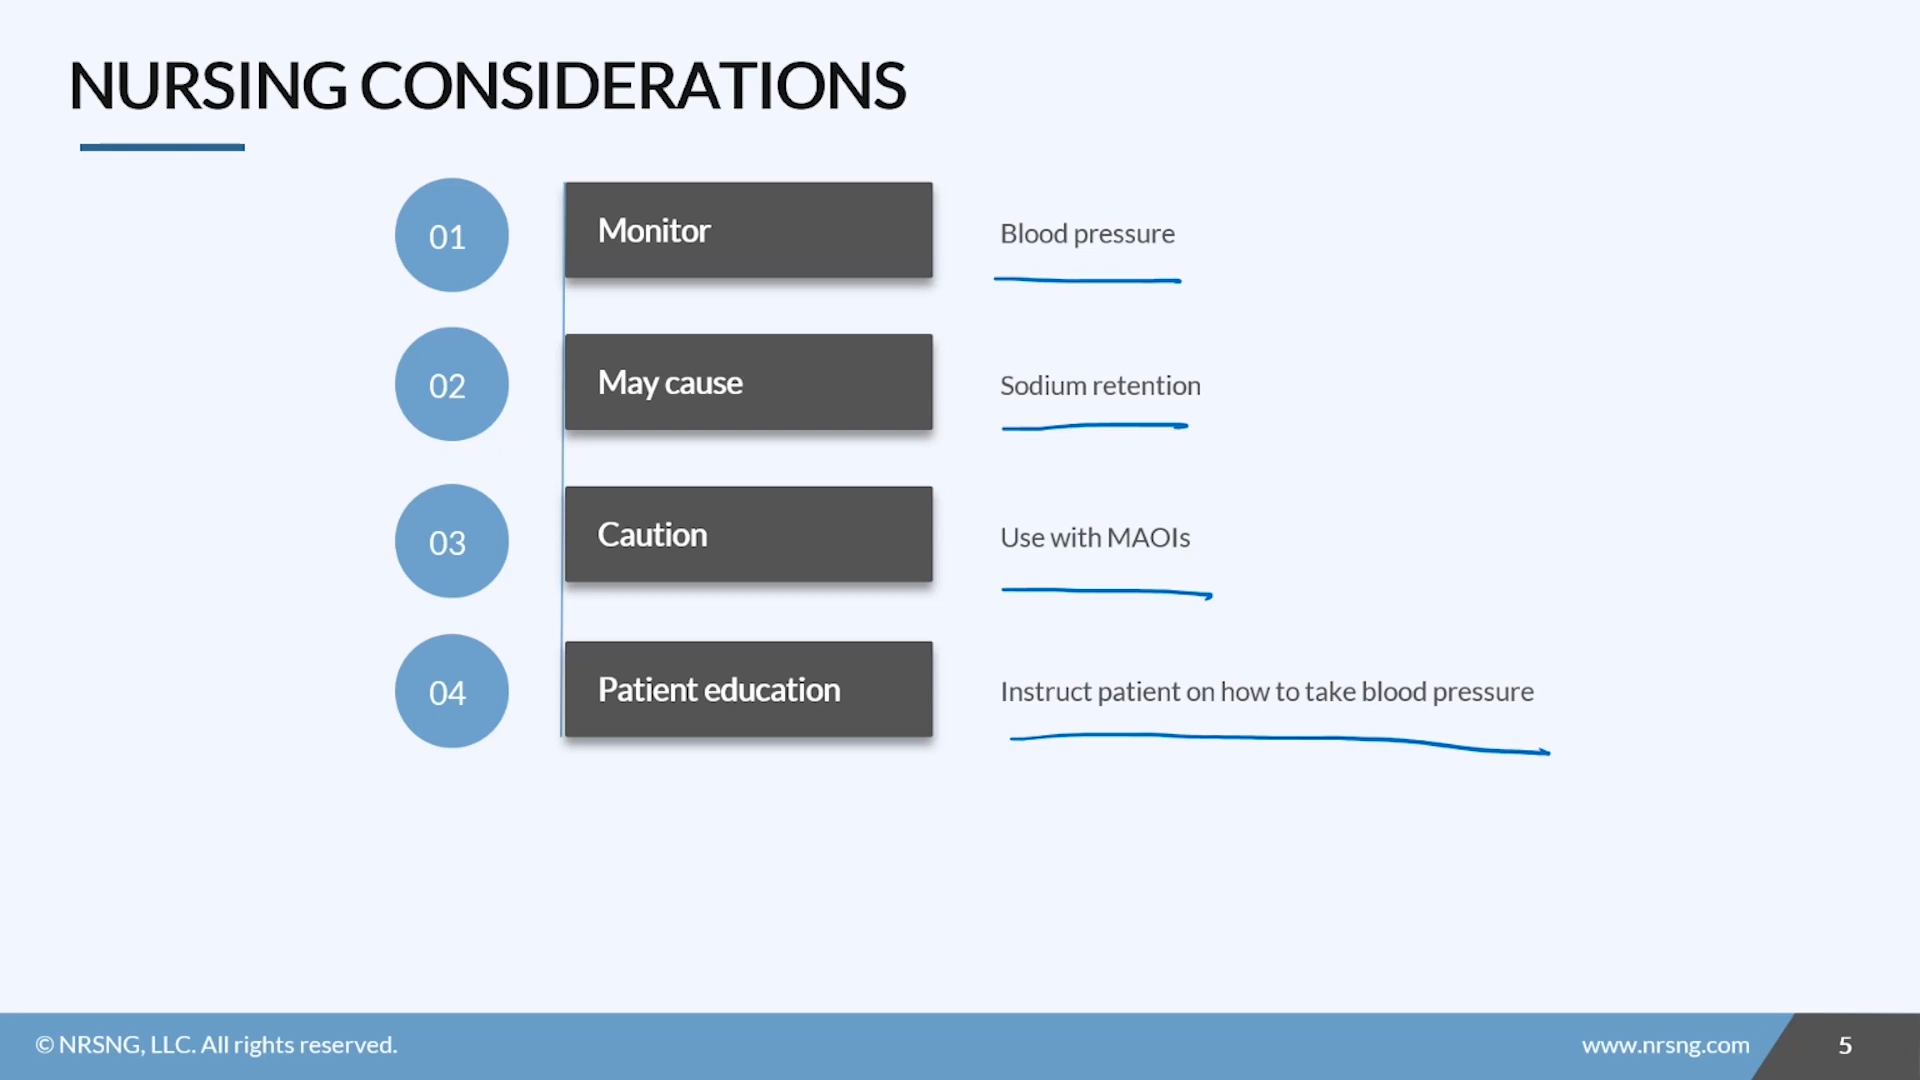 NURSING CONSIDERATIONS
01 Monitor Blood pressure
02 May cause Sodium retention
03 Caution Use with MAOIs
04 Patient education Instruct patient on how to take blood pressure
© NRSNG, LLC. All rights reserved. www.nrsng.com 5